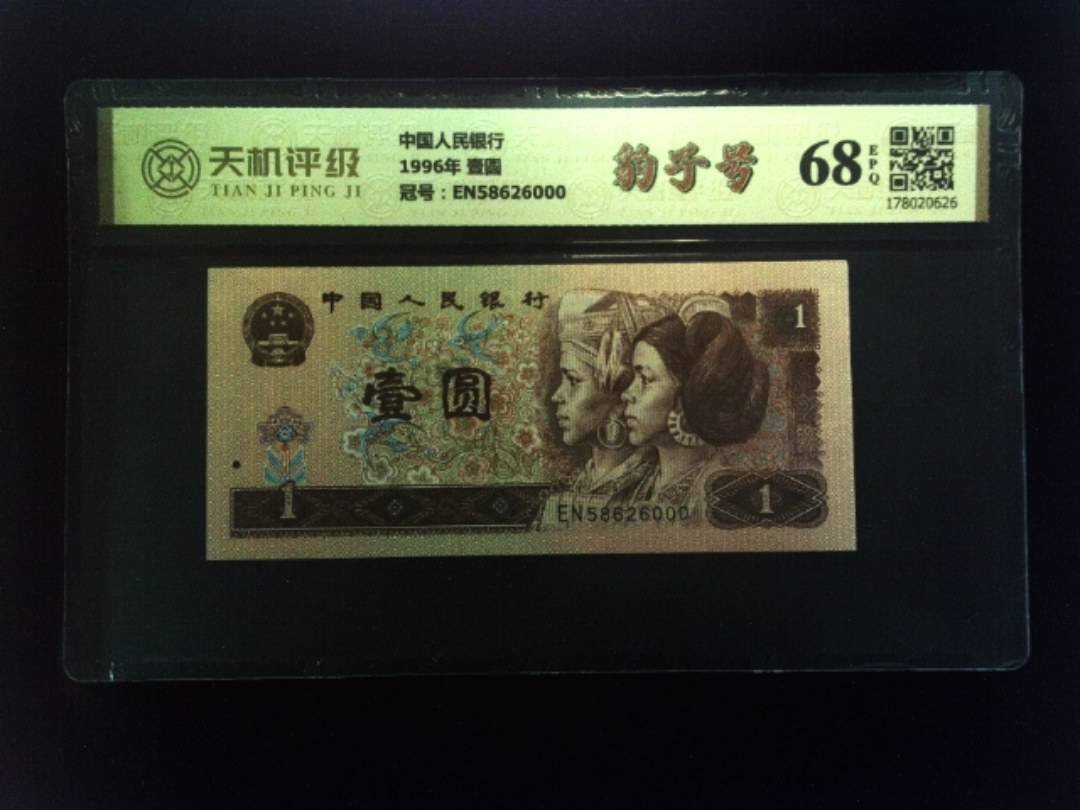 天机评级
TIAN JI PING JI
中国人民银行
1996年 壹圆
冠号：EN58626000
豹子号
68
EPQ
178020626
中国人民银行
1
壹圆
1
EN58626000
1